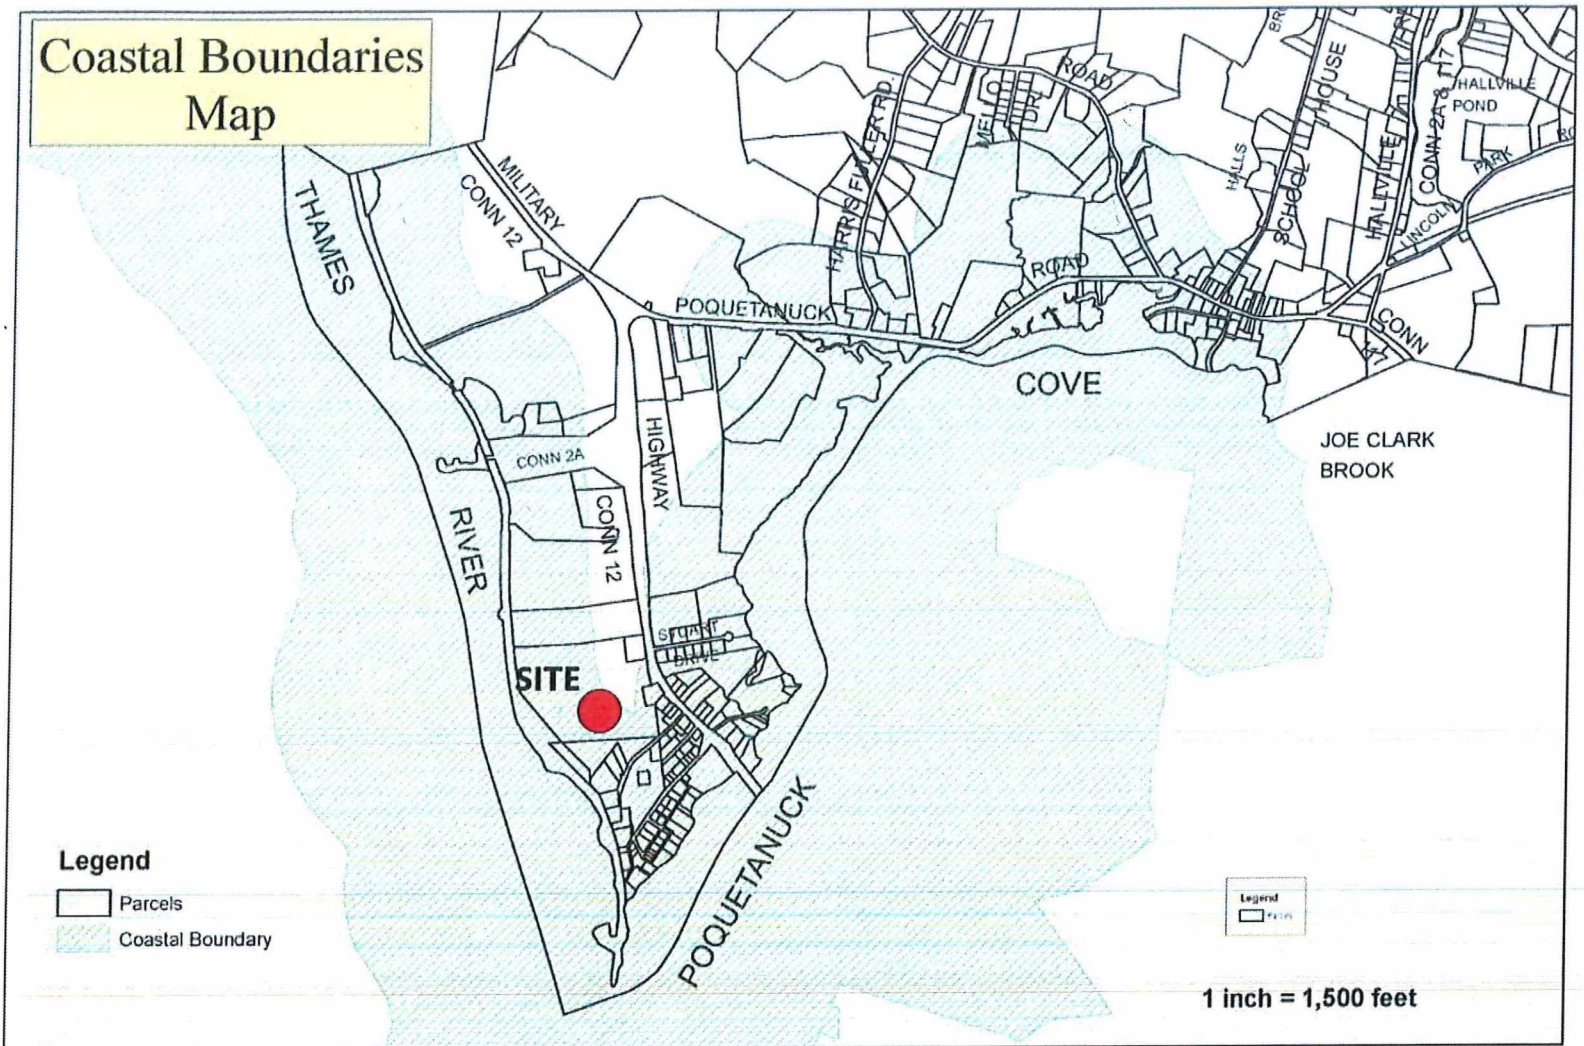 Coastal Boundaries
Map
THAMES
RIVER
MILITARY
CONN 12
HARRIS FULLER RD.
MELLO
DR
ROAD
HALLS
SCHOOL HOUSE
HALLVILLE
CONN 2A & 117
HALLVILLE
POND
PARK
LINCOLN
POQUETANUCK
ROAD
CONN
COVE
JOE CLARK
BROOK
CONN 2A
HIGHWAY
CONN 12
STUART
DRIVE
SITE
POQUETANUCK
Legend
Parcels
Coastal Boundary
Legend
1 inch = 1,500 feet